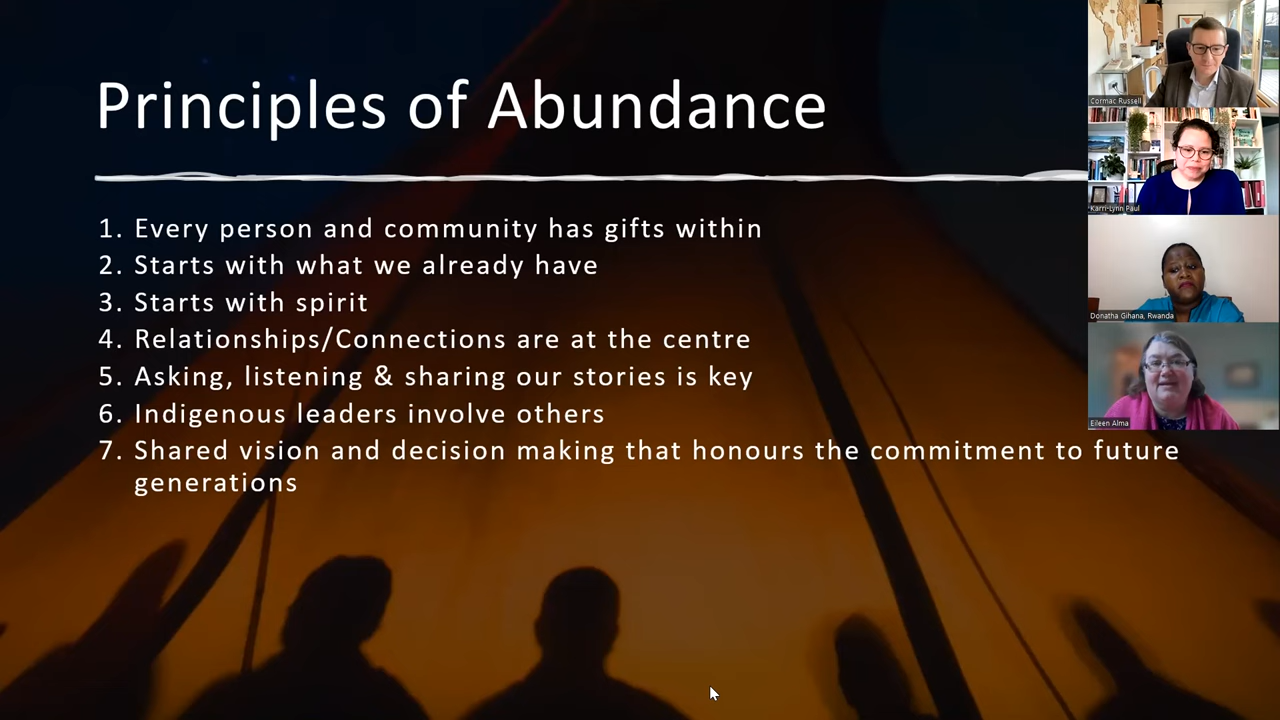 Principles of Abundance
1. Every person and community has gifts within
2. Starts with what we already have
3. Starts with spirit
4. Relationships/Connections are at the centre
5. Asking, listening & sharing our stories is key
6. Indigenous leaders involve others
7. Shared vision and decision making that honours the commitment to future
generations
Cormac Russell
Karri-Lynn Paul
Donatha Gihana, Rwanda
Eileen Alma